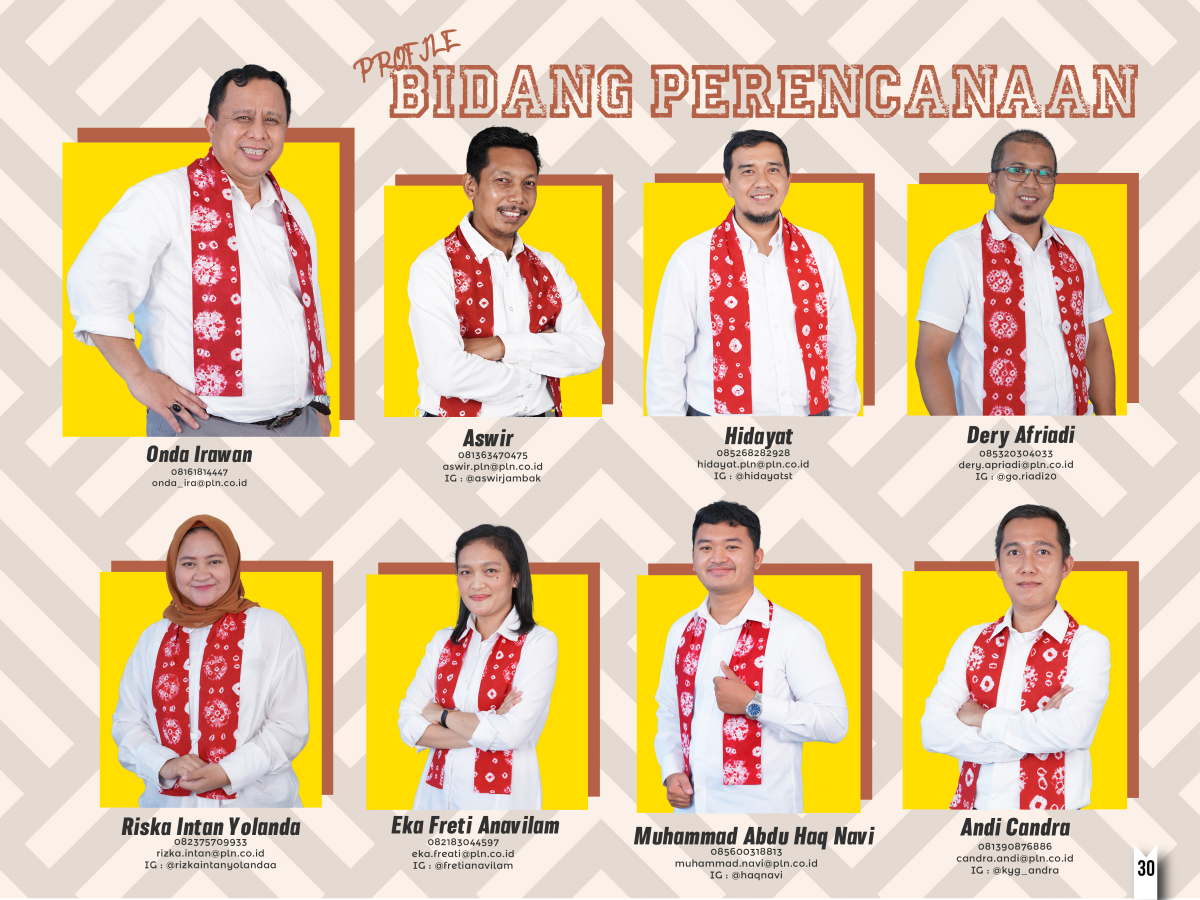 PROFILE
BIDANG PERENCANAAN
Onda Irawan
08161814447
onda_ira@pln.co.id
Aswir
081363470475
aswir.pln@pln.co.id
IG : @aswirjambak
Hidayat
085268282928
hidayat.pln@pln.co.id
IG : @hidayatst
Dery Afriadi
085320304033
dery.apriadi@pln.co.id
IG : @go.riadi20
Riska Intan Yolanda
082375709933
rizka.intan@pln.co.id
IG : @rizkaintanyolandaa
Eka Freti Anavilam
082183044597
eka.freati@pln.co.id
IG : @fretianavilam
Muhammad Abdu Haq Navi
085600318813
muhammad.navi@pln.co.id
IG : @haqnavi
Andi Candra
081390876886
candra.andi@pln.co.id
IG : @kyg_andra
30